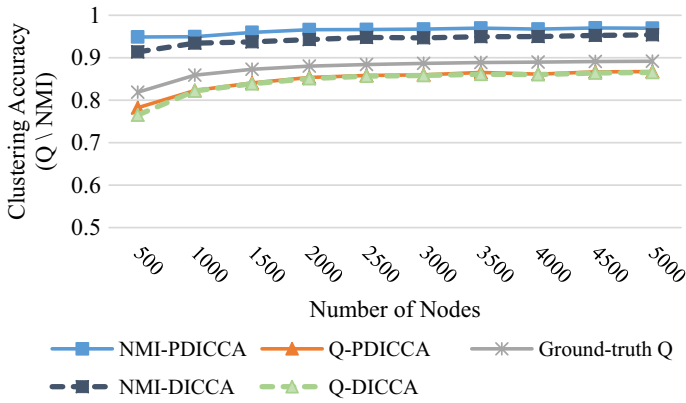 1
0.9
0.8
0.7
0.6
0.5
Clustering Accuracy
(Q \ NMI)
500
1000
1500
2000
2500
3000
3500
4000
4500
5000
Number of Nodes
NMI-PDICCA
Q-PDICCA
Ground-truth Q
NMI-DICCA
Q-DICCA